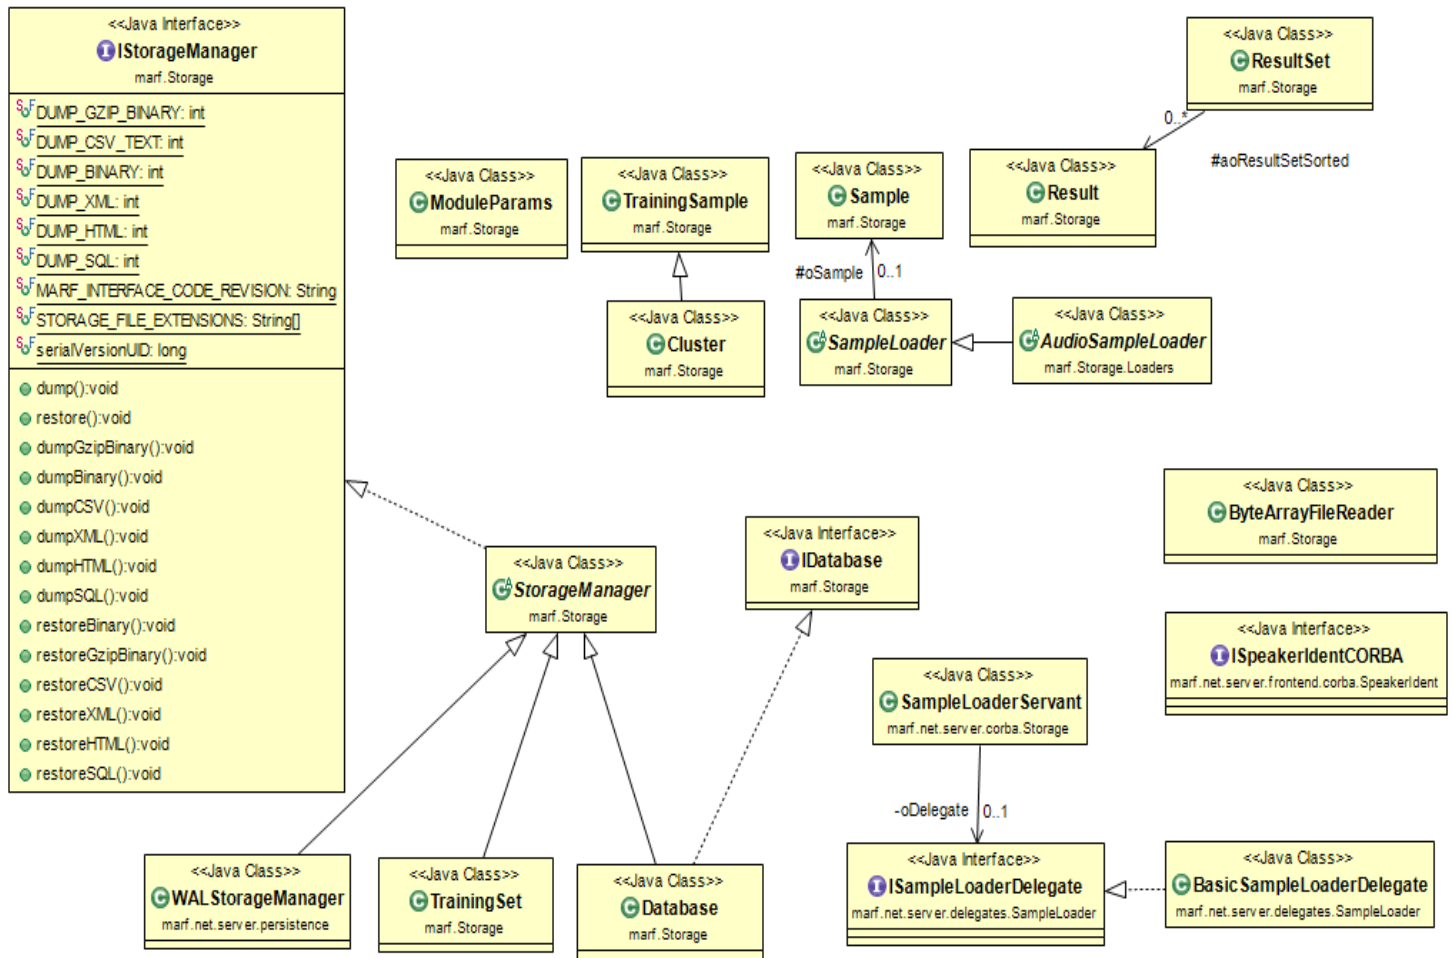 <<Java Interface>>
IStorageManager
marf.Storage
DUMP_GZIP_BINARY: int
DUMP_CSV_TEXT: int
DUMP_BINARY: int
DUMP_XML: int
DUMP_HTML: int
DUMP_SQL: int
MARF_INTERFACE_CODE_REVISION: String
STORAGE_FILE_EXTENSIONS: String[]
serialVersionUID: long
dump():void
restore():void
dumpGzipBinary():void
dumpBinary():void
dumpCSV():void
dumpXML():void
dumpHTML():void
dumpSQL():void
restoreBinary():void
restoreGzipBinary():void
restoreCSV():void
restoreXML():void
restoreHTML():void
restoreSQL():void
<<Java Class>>
ModuleParams
marf.Storage
<<Java Class>>
TrainingSample
marf.Storage
<<Java Class>>
Cluster
marf.Storage
<<Java Class>>
Sample
marf.Storage
#oSample 0..1
<<Java Class>>
SampleLoader
marf.Storage
<<Java Class>>
AudioSampleLoader
marf.Storage.Loaders
<<Java Class>>
ResultSet
marf.Storage
0..*
#aoResultSetSorted
<<Java Class>>
Result
marf.Storage
<<Java Class>>
StorageManager
marf.Storage
<<Java Interface>>
IDatabase
marf.Storage
<<Java Class>>
ByteArrayFileReader
marf.Storage
<<Java Interface>>
ISpeakerIdentCORBA
marf.net.server.frontend.corba.SpeakerIdent
<<Java Class>>
SampleLoaderServant
marf.net.server.corba.Storage
-oDelegate 0..1
<<Java Class>>
WALStorageManager
marf.net.server.persistence
<<Java Class>>
TrainingSet
marf.Storage
<<Java Class>>
Database
marf.Storage
<<Java Interface>>
ISampleLoaderDelegate
marf.net.server.delegates.SampleLoader
<<Java Class>>
BasicSampleLoaderDelegate
marf.net.server.delegates.SampleLoader